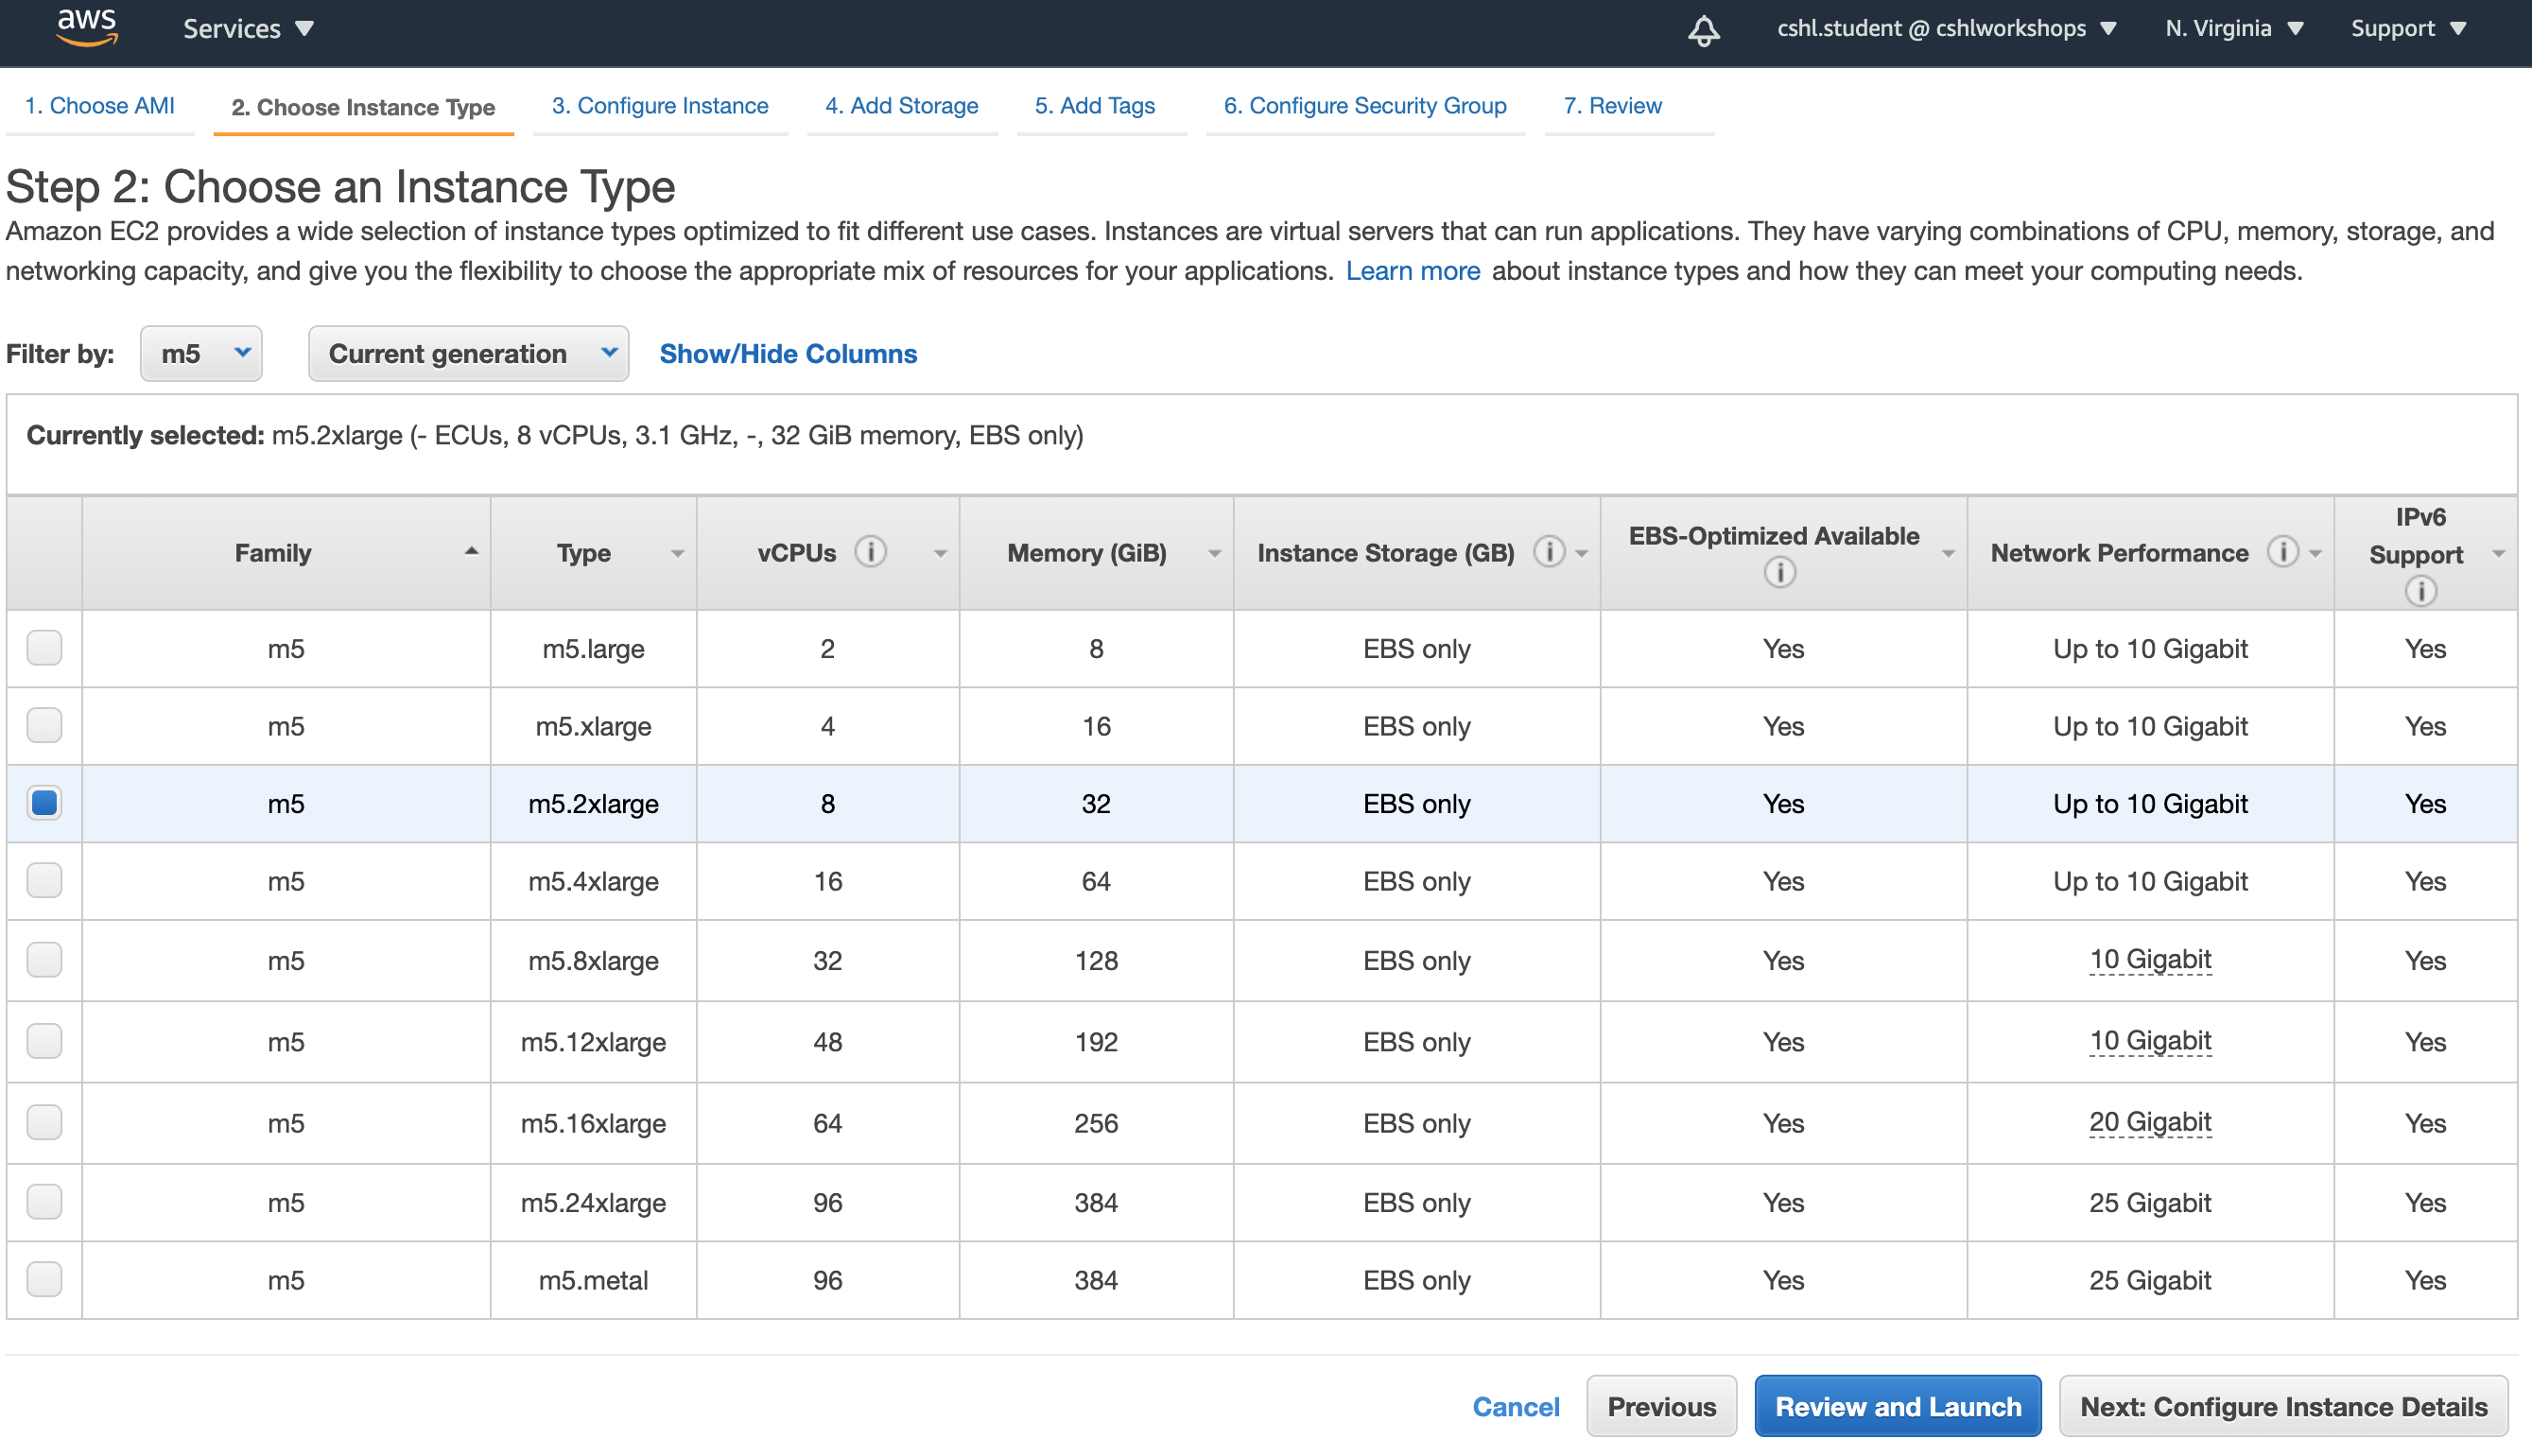 aws Services cshl.student @ cshlworkshops N. Virginia Support
1. Choose AMI 2. Choose Instance Type 3. Configure Instance 4. Add Storage 5. Add Tags 6. Configure Security Group 7. Review
Step 2: Choose an Instance Type
Amazon EC2 provides a wide selection of instance types optimized to fit different use cases. Instances are virtual servers that can run applications. They have varying combinations of CPU, memory, storage, and
networking capacity, and give you the flexibility to choose the appropriate mix of resources for your applications. Learn more about instance types and how they can meet your computing needs.
Filter by: m5 Current generation Show/Hide Columns
Currently selected: m5.2xlarge (- ECUs, 8 vCPUs, 3.1 GHz, -, 32 GiB memory, EBS only)
Family Type vCPUs Memory (GiB) Instance Storage (GB) EBS-Optimized Available Network Performance IPv6 Support
m5 m5.large 2 8 EBS only Yes Up to 10 Gigabit Yes
m5 m5.xlarge 4 16 EBS only Yes Up to 10 Gigabit Yes
m5 m5.2xlarge 8 32 EBS only Yes Up to 10 Gigabit Yes
m5 m5.4xlarge 16 64 EBS only Yes Up to 10 Gigabit Yes
m5 m5.8xlarge 32 128 EBS only Yes 10 Gigabit Yes
m5 m5.12xlarge 48 192 EBS only Yes 10 Gigabit Yes
m5 m5.16xlarge 64 256 EBS only Yes 20 Gigabit Yes
m5 m5.24xlarge 96 384 EBS only Yes 25 Gigabit Yes
m5 m5.metal 96 384 EBS only Yes 25 Gigabit Yes
Cancel Previous Review and Launch Next: Configure Instance Details